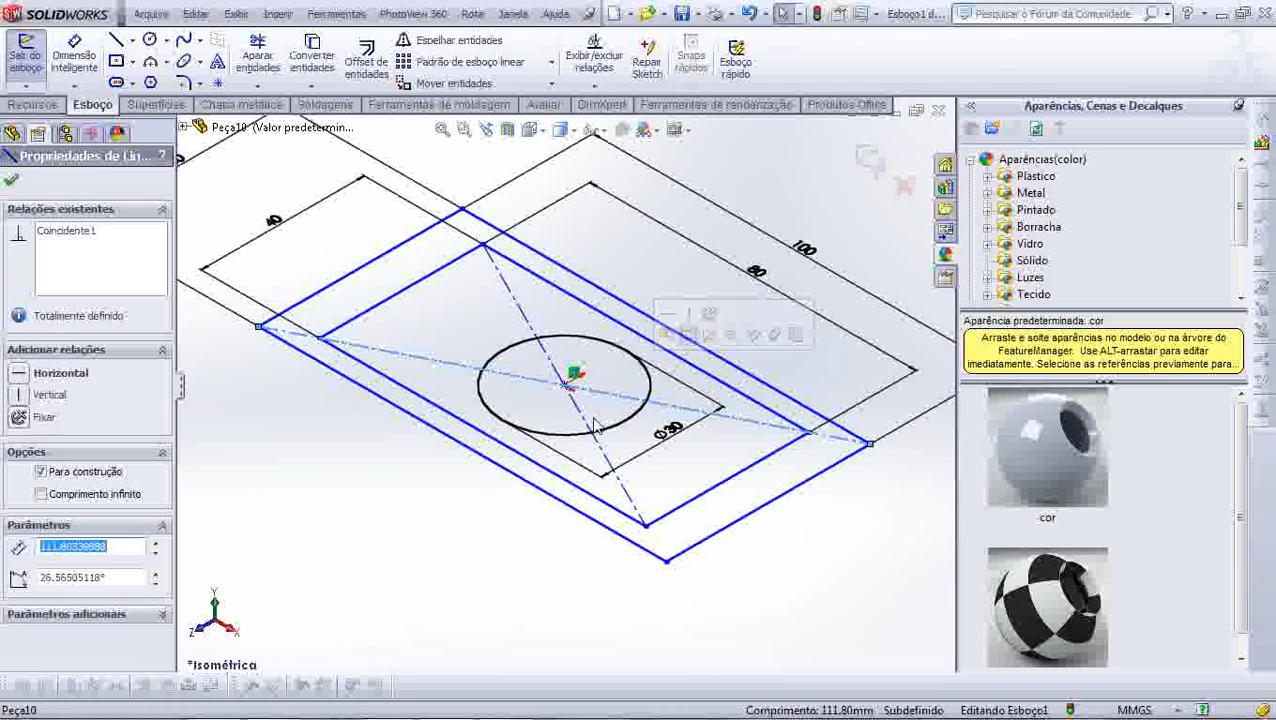 SOLIDWORKS Arquivo Editar Exibir Inserir Ferramentas PhotoView 360 Rota Janela Ajuda Esboço1 d... Pesquisar o Fórum da Comunidade
Sair do esboço
Dimensão inteligente
Aparar entidades
Converter entidades
Offset de entidades
Espelhar entidades
Padrão de esboço linear
Mover entidades
Exibir/excluir relações
Repair Sketch
Snaps rápidos
Esboço rápido
Recursos Esboço Superfícies Chapa metálica Soldagens Ferramentas de moldagem Avaliar DimXpert Ferramentas de renderização Produtos Office
Aparências, Cenas e Decalques
Peça10 (Valor predetermin...
Propriedades de Lin... ?
Relações existentes
Coincidente1
Totalmente definido
Adicionar relações
Horizontal
Vertical
Fixar
Opções
Para construção
Comprimento infinito
Parâmetros
111.80339888
26.56505118°
Parâmetros adicionais
40
100
80
Ø30
Y
Z
X
*Isométrica
Aparências(color)
Plástico
Metal
Pintado
Borracha
Vidro
Sólido
Luzes
Tecido
Aparência predeterminada: cor
Arraste e solte aparências no modelo ou na árvore do
FeatureManager. Use ALT-arrastar para editar
imediatamente. Selecione as referências previamente para...
cor
Peça10 Comprimento: 111.80mm Subdefinido Editando Esboço1 MMGS